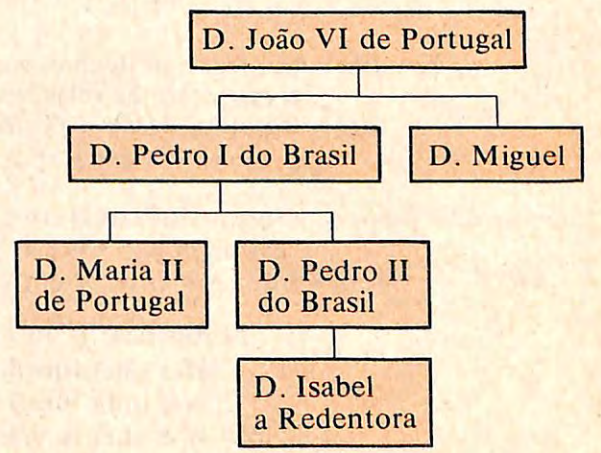 D. João VI de Portugal
D. Pedro I do Brasil
D. Miguel
D. Maria II
de Portugal
D. Pedro II
do Brasil
D. Isabel
a Redentora